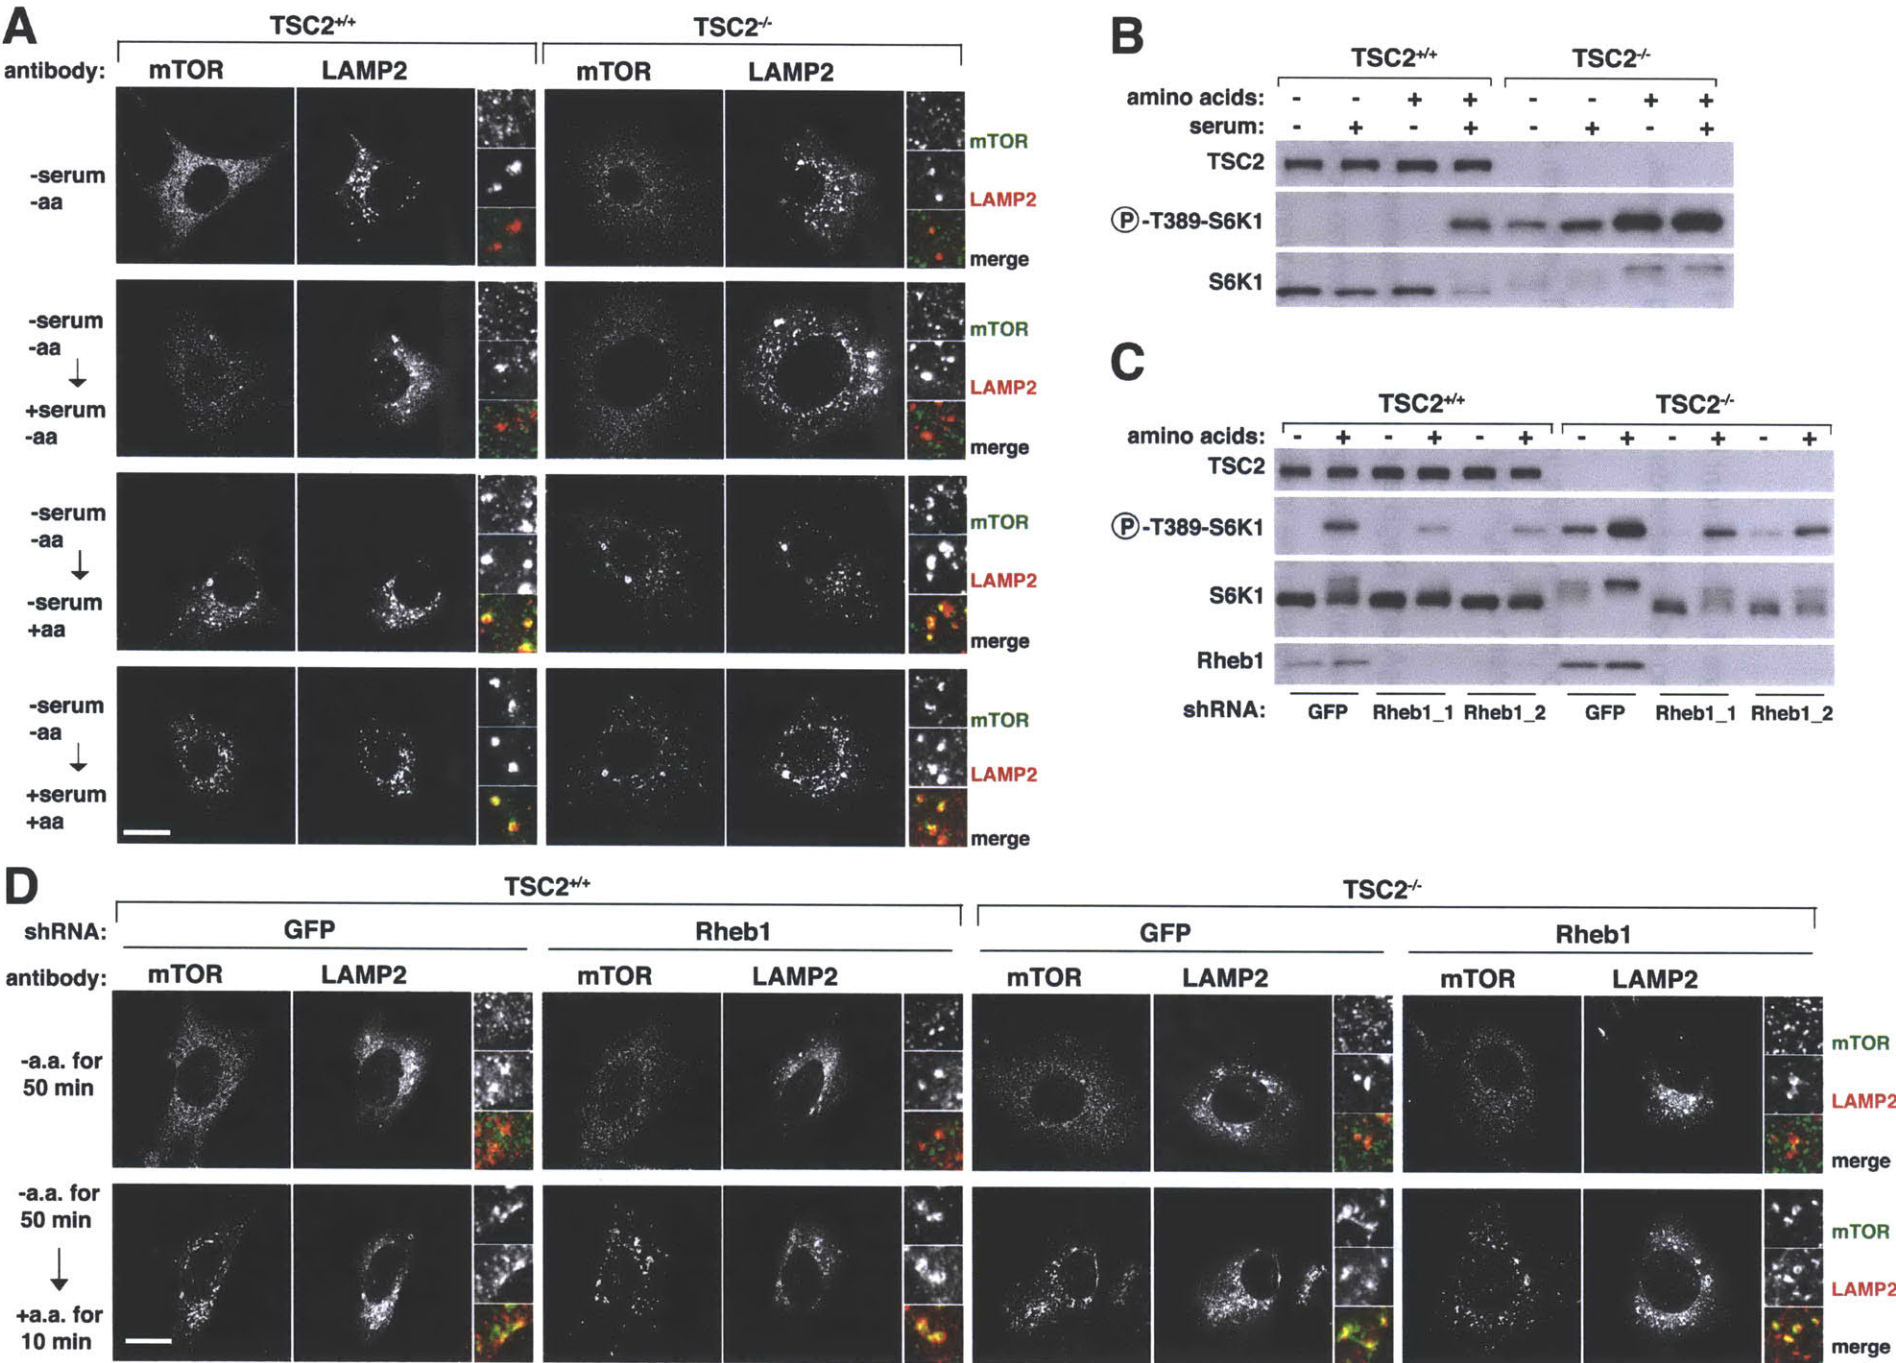 A
TSC2+/+ TSC2-/-
antibody: mTOR LAMP2 mTOR LAMP2
-serum
-aa
mTOR
LAMP2
merge
-serum
-aa
↓
+serum
-aa
mTOR
LAMP2
merge
-serum
-aa
↓
-serum
+aa
mTOR
LAMP2
merge
-serum
-aa
↓
+serum
+aa
mTOR
LAMP2
merge
B
TSC2+/+ TSC2-/-
amino acids: - - + + - - + +
serum: - + - + - + - +
TSC2
Ⓟ-T389-S6K1
S6K1
C
TSC2+/+ TSC2-/-
amino acids: - + - + - + - + - + - +
TSC2
Ⓟ-T389-S6K1
S6K1
Rheb1
shRNA: GFP Rheb1_1 Rheb1_2 GFP Rheb1_1 Rheb1_2
D
TSC2+/+ TSC2-/-
shRNA: GFP Rheb1 GFP Rheb1
antibody: mTOR LAMP2 mTOR LAMP2 mTOR LAMP2 mTOR LAMP2
-a.a. for
50 min
mTOR
LAMP2
merge
-a.a. for
50 min
↓
+a.a. for
10 min
mTOR
LAMP2
merge